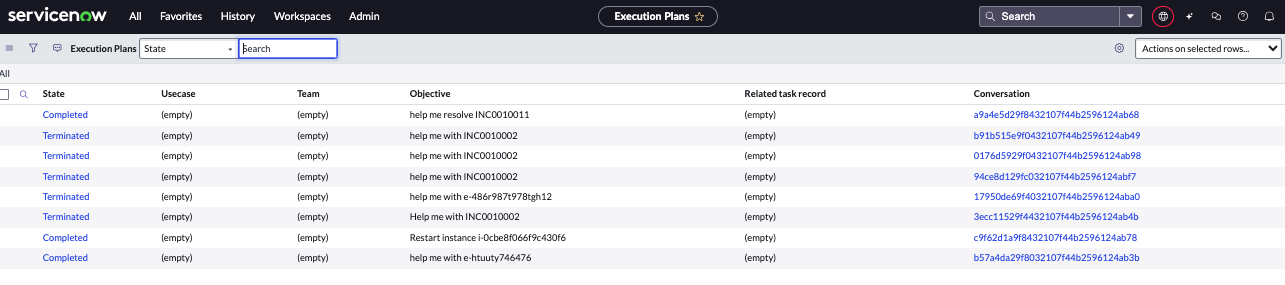 servicenow All Favorites History Workspaces Admin Execution Plans Search
Execution Plans State Search Actions on selected rows...
All
State Usecase Team Objective Related task record Conversation
Completed (empty) (empty) help me resolve INC0010011 (empty) a9a4e5d29f8432107f44b2596124ab68
Terminated (empty) (empty) help me with INC0010002 (empty) b91b515e9f0432107f44b2596124ab49
Terminated (empty) (empty) help me with INC0010002 (empty) 0176d5929f0432107f44b2596124ab98
Terminated (empty) (empty) help me with INC0010002 (empty) 94ce8d129fc032107f44b2596124abf7
Terminated (empty) (empty) help me with e-486r987t978tgh12 (empty) 17950de69f4032107f44b2596124aba0
Terminated (empty) (empty) Help me with INC0010002 (empty) 3ecc11529f4432107f44b2596124ab4b
Completed (empty) (empty) Restart instance i-0cbe8f066f9c430f6 (empty) c9f62d1a9f8432107f44b2596124ab78
Completed (empty) (empty) help me with e-htuuty746476 (empty) b57a4da29f8032107f44b2596124ab3b